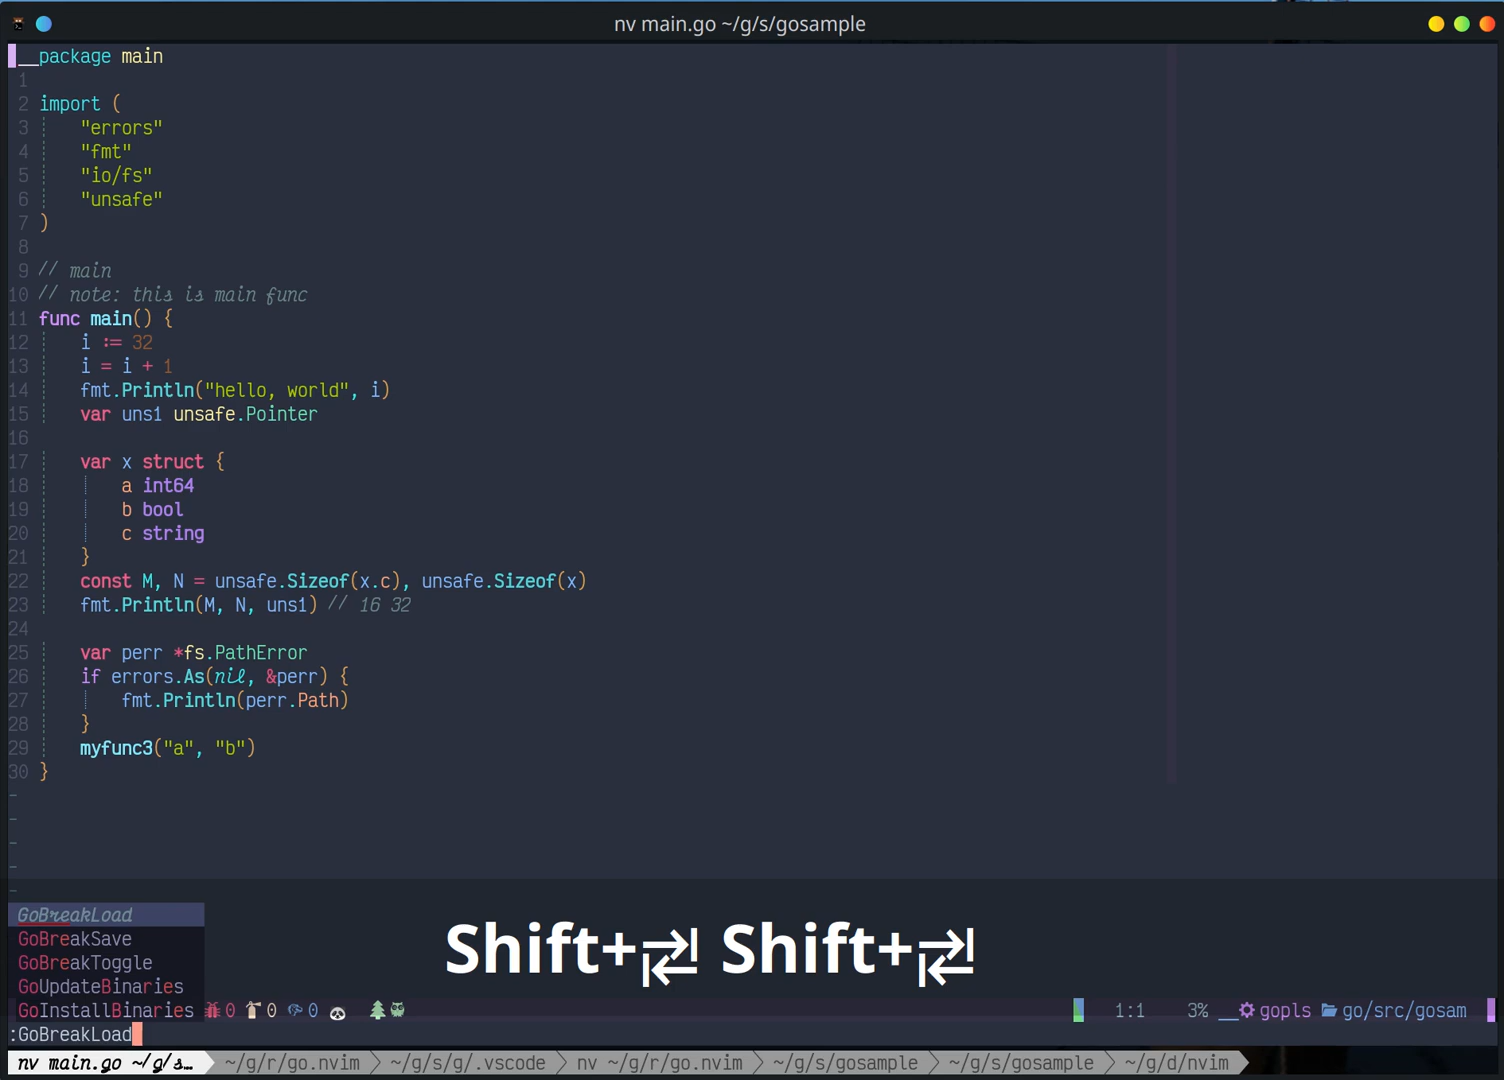 nv main.go ~/g/s/gosample
__package main
1
2 import (
3 "errors"
4 "fmt"
5 "io/fs"
6 "unsafe"
7 )
8
9 // main
10 // note: this is main func
11 func main() {
12 i := 32
13 i = i + 1
14 fmt.Println("hello, world", i)
15 var uns1 unsafe.Pointer
16
17 var x struct {
18 a int64
19 b bool
20 c string
21 }
22 const M, N = unsafe.Sizeof(x.c), unsafe.Sizeof(x)
23 fmt.Println(M, N, uns1) // 16 32
24
25 var perr *fs.PathError
26 if errors.As(nil, &perr) {
27 fmt.Println(perr.Path)
28 }
29 myfunc3("a", "b")
30 }
~
~
~
~
~
GoBreakLoad
GoBreakSave
GoBreakToggle
GoUpdateBinaries
GoInstallBinaries 0 0 0 1:1 3% __ gopls go/src/gosam
Shift+⇄ Shift+⇄
:GoBreakLoad
nv main.go ~/g/s… ~/g/r/go.nvim ~/g/s/g/.vscode nv ~/g/r/go.nvim ~/g/s/gosample ~/g/s/gosample ~/g/d/nvim